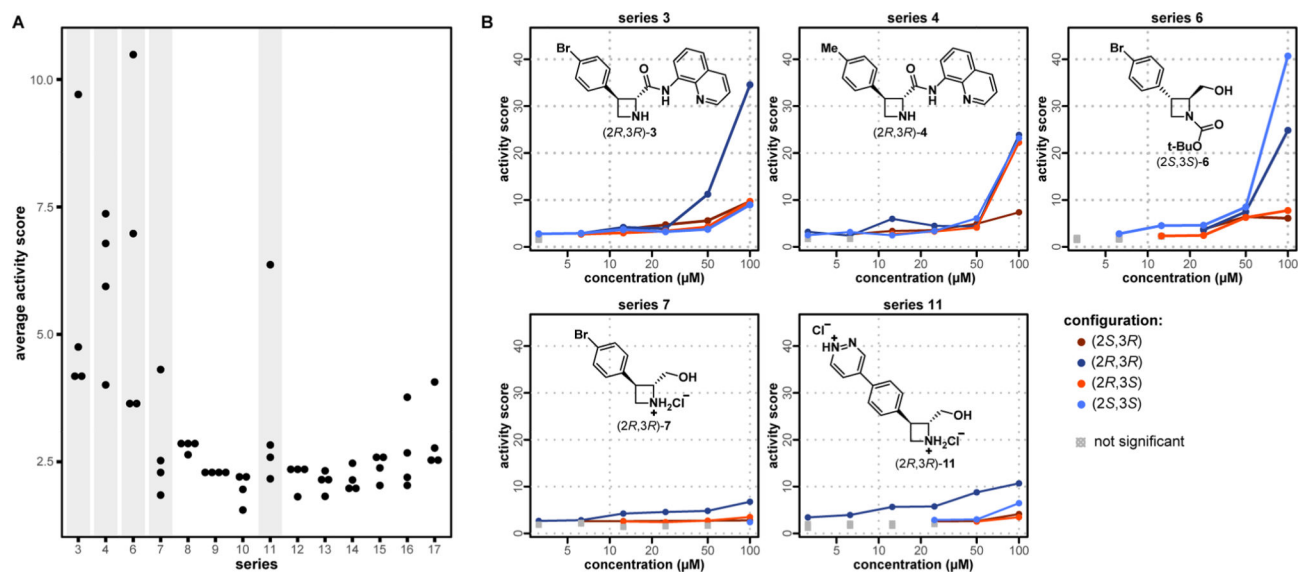 A
average activity score
10.0
7.5
5.0
2.5
3 4 6 7 8 9 10 11 12 13 14 15 16 17
series
B
series 3
activity score
40
30
20
10
0
Br
O
N
H
N
NH
(2R,3R)-3
5 10 25 50 100
concentration (µM)
series 4
activity score
40
30
20
10
0
Me
O
N
H
N
NH
(2R,3R)-4
5 10 25 50 100
concentration (µM)
series 6
activity score
40
30
20
10
0
Br
OH
N
O
t-BuO
(2S,3S)-6
5 10 25 50 100
concentration (µM)
series 7
activity score
40
30
20
10
0
Br
OH
NH₂Cl⁻
+
(2R,3R)-7
5 10 25 50 100
concentration (µM)
series 11
activity score
40
30
20
10
0
Cl⁻
+
HN N
OH
NH₂Cl⁻
+
(2R,3R)-11
5 10 25 50 100
concentration (µM)
configuration:
(2S,3R)
(2R,3R)
(2R,3S)
(2S,3S)
not significant